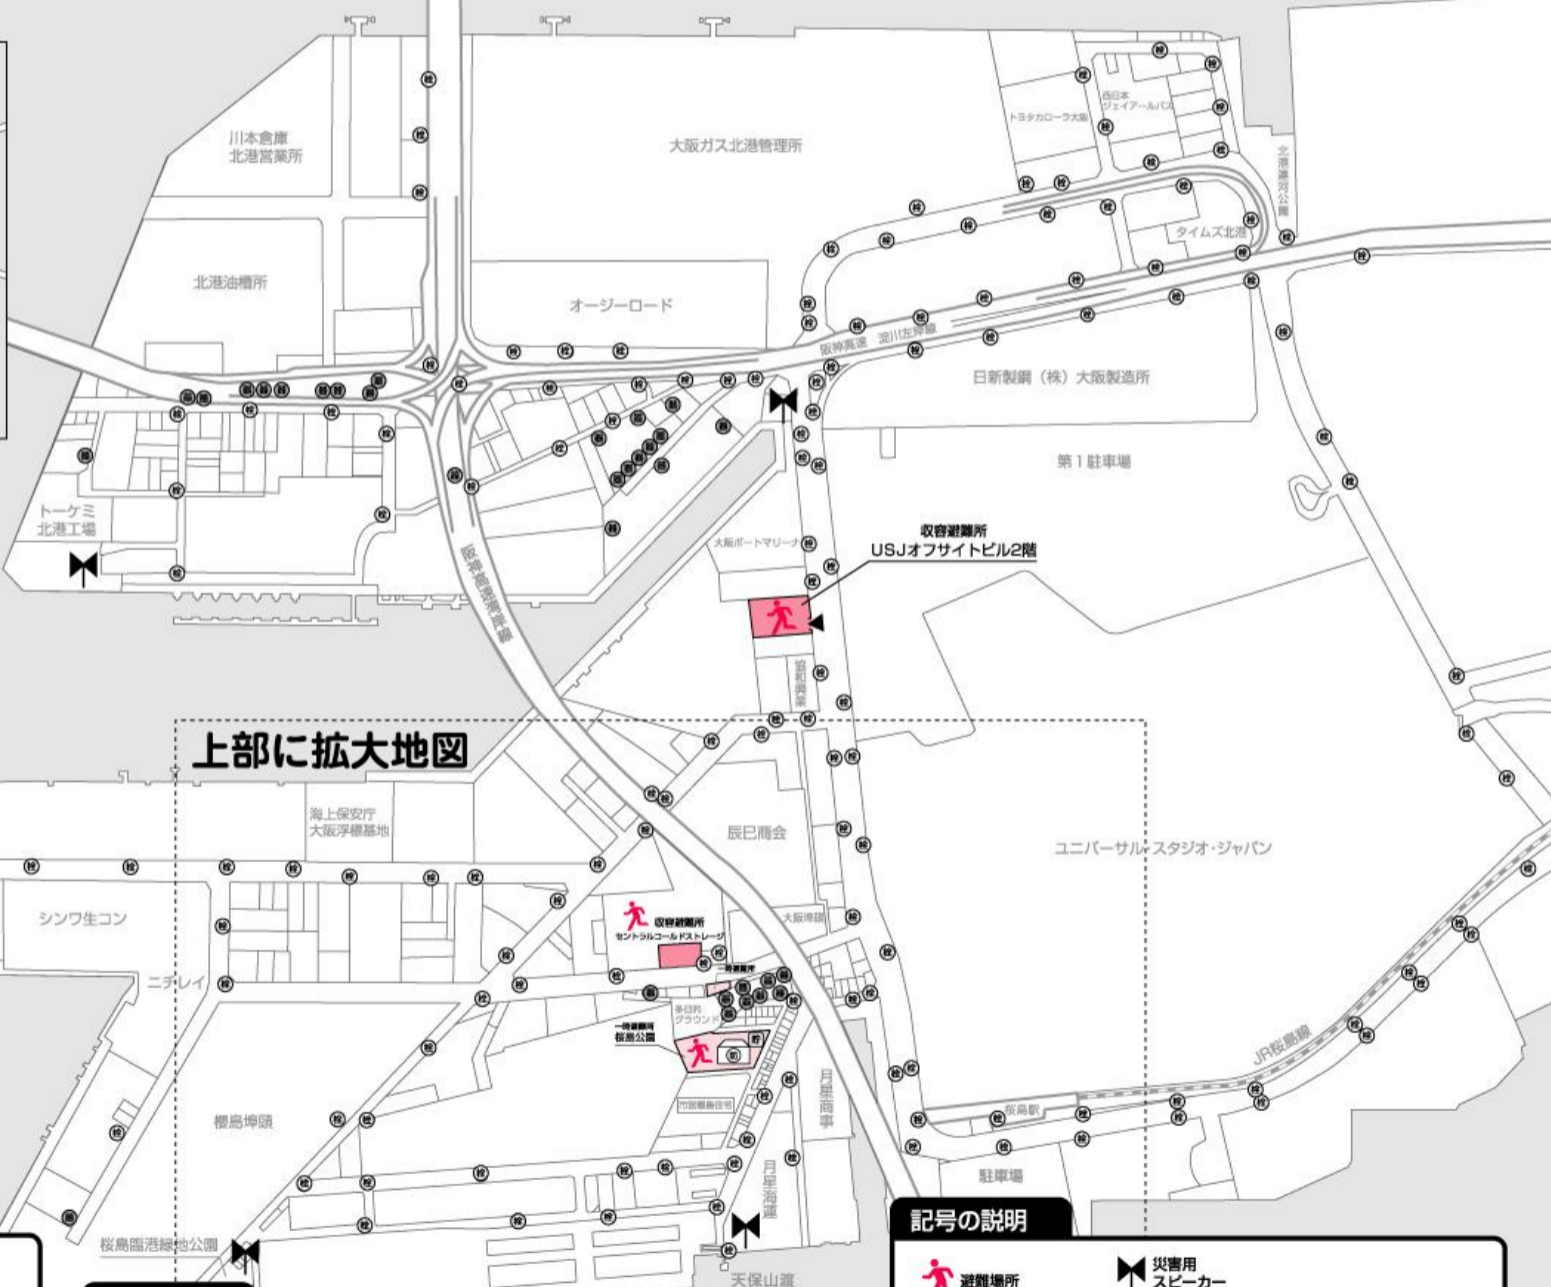 川本倉庫
北港営業所
大阪ガス北港管理所
トヨタカローラ大阪
西日本
ジェイアールバス
北港運河公園
タイムズ北港
北港油槽所
オージーロード
阪神高速 淀川左岸線
日新製鋼（株）大阪製造所
第1駐車場
トーケミ
北港工場
大阪ポートマリーナ
収容避難所
USJオフサイトビル2階
阪神高速湾岸線
協和興業
上部に拡大地図
海上保安庁
大阪浮標基地
辰巳商会
ユニバーサル・スタジオ・ジャパン
シンワ生コン
収容避難所
セントラルコールドストレージ
大阪埠頭
一時避難所
ニチレイ
多目的
グラウンド
一時避難所
桜島公園
JR桜島線
市営櫻島住宅
月星商事
桜島駅
櫻島埠頭
駐車場
月星海運
桜島臨港緑地公園
天保山渡
記号の説明
避難場所
災害用
スピーカー